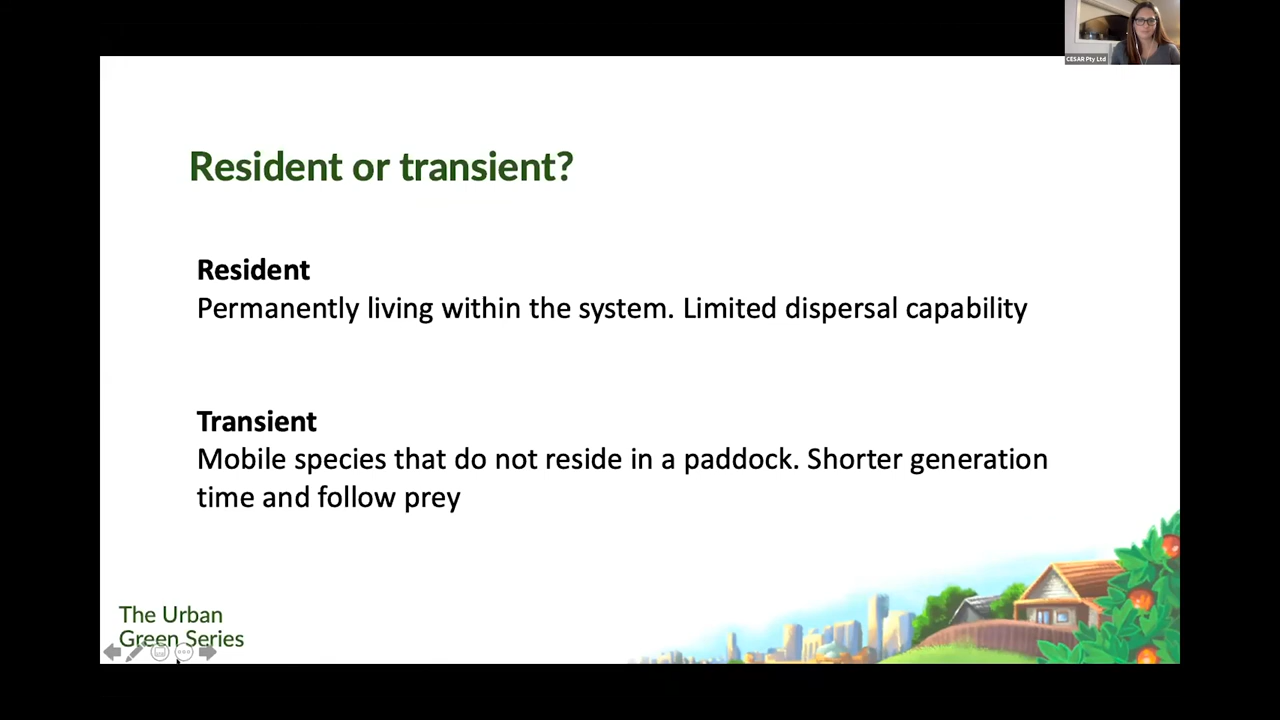 CESAR Pty Ltd
Resident or transient?
Resident
Permanently living within the system. Limited dispersal capability
Transient
Mobile species that do not reside in a paddock. Shorter generation
time and follow prey
The Urban
Green Series